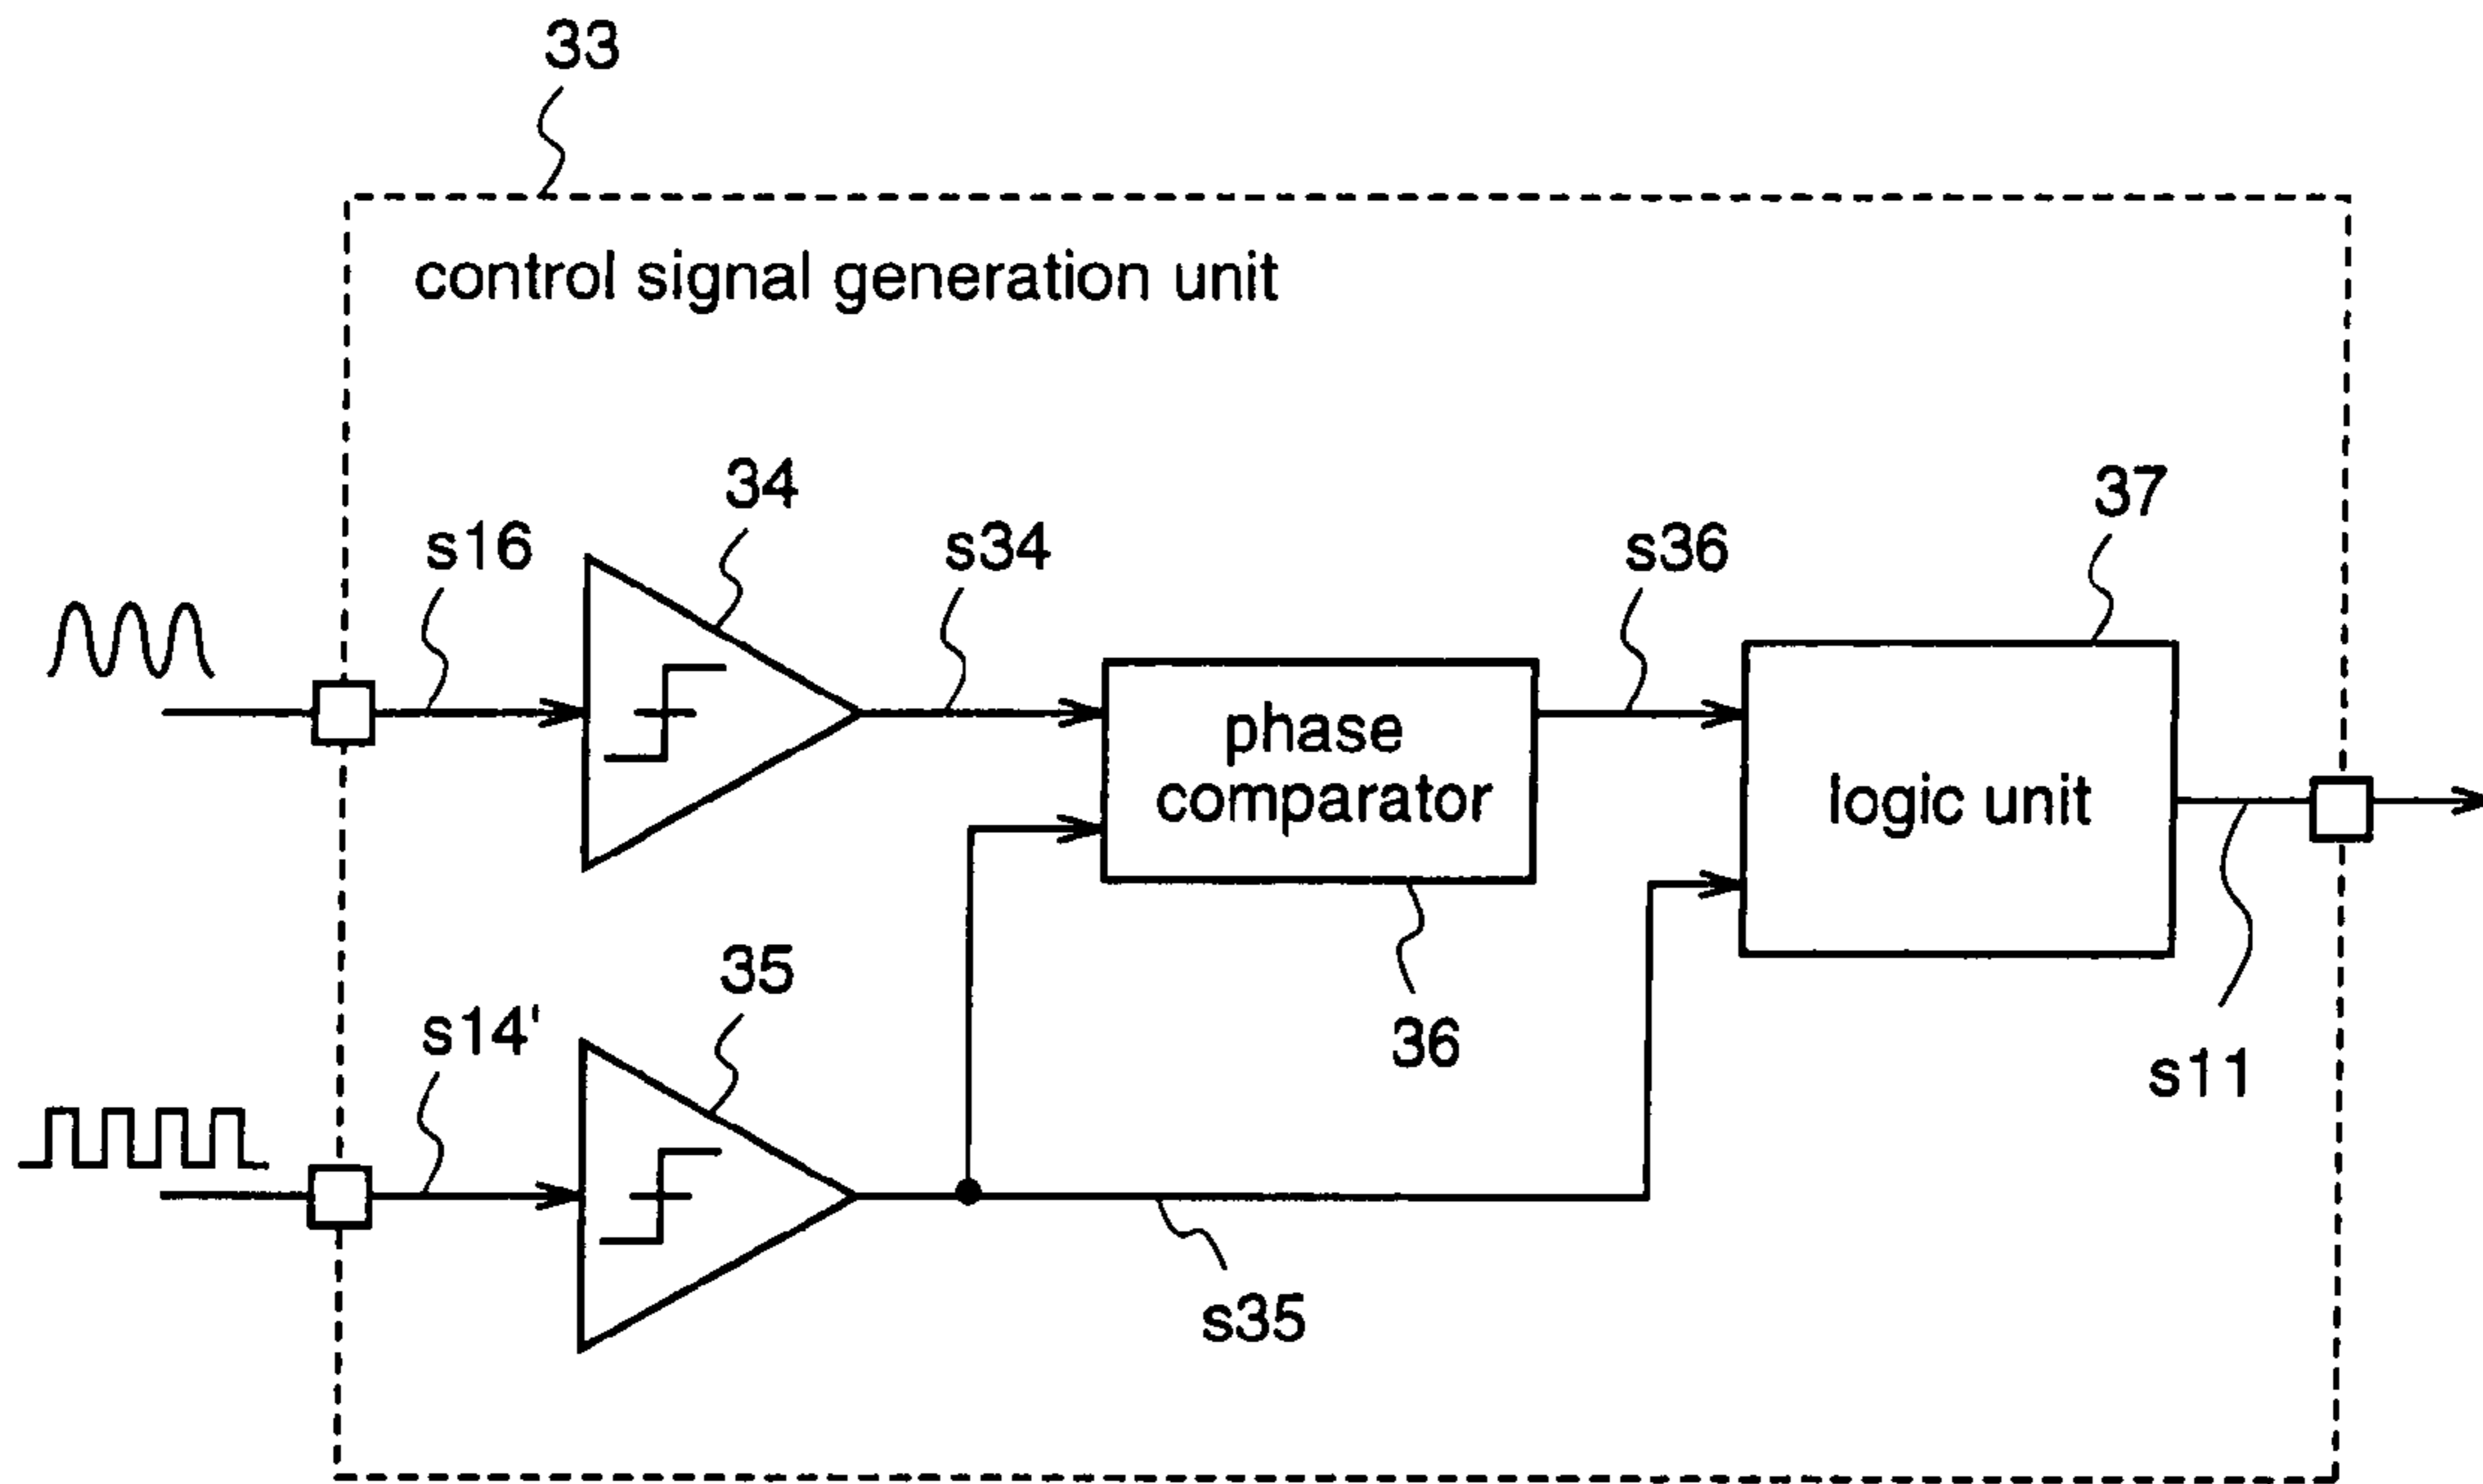 33
control signal generation unit
34
37
s16
s34
s36
phase
comparator
logic unit
35
s14'
36
s11
s35